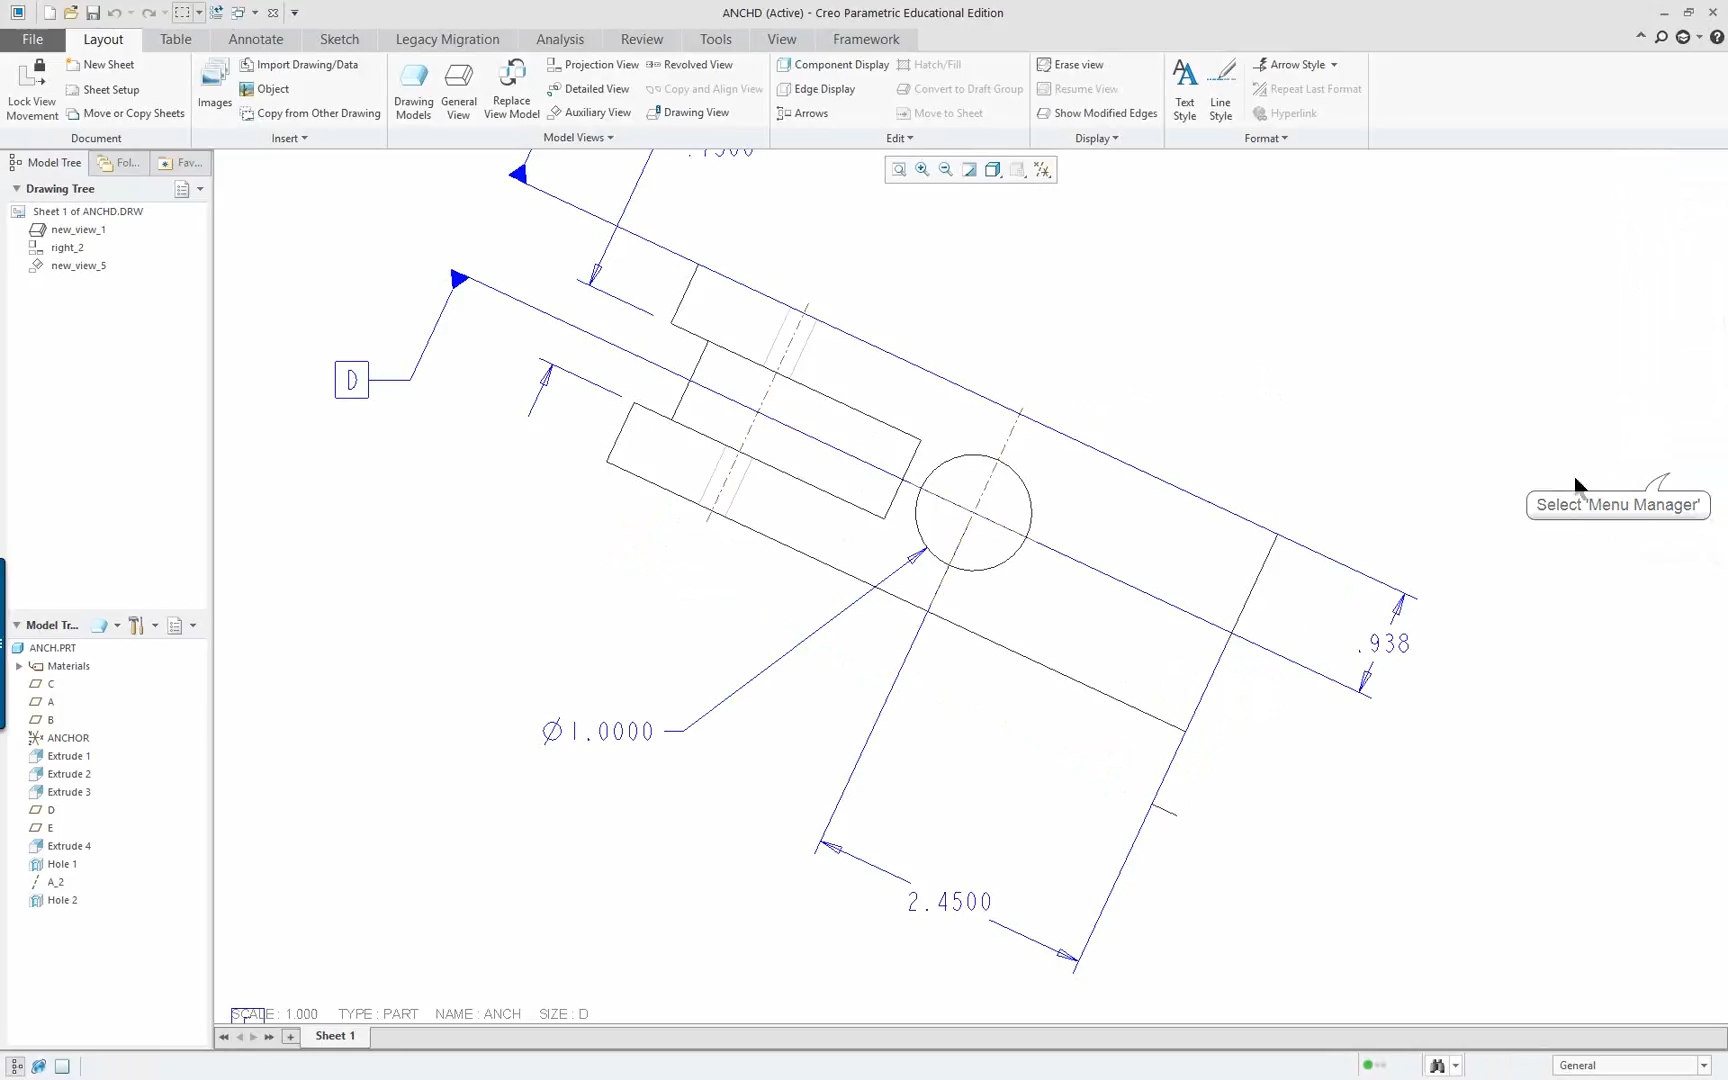 ANCHD (Active) - Creo Parametric Educational Edition
File
Layout
Table
Annotate
Sketch
Legacy Migration
Analysis
Review
Tools
View
Framework
Lock View
Movement
New Sheet
Sheet Setup
Move or Copy Sheets
Document
Images
Import Drawing/Data
Object
Copy from Other Drawing
Insert
Drawing
Models
General
View
Replace
View Model
Projection View
Detailed View
Auxiliary View
Revolved View
Copy and Align View
Drawing View
Model Views
Component Display
Edge Display
Arrows
Hatch/Fill
Convert to Draft Group
Move to Sheet
Edit
Erase view
Resume View
Show Modified Edges
Display
Text
Style
Line
Style
Arrow Style
Repeat Last Format
Hyperlink
Format
Model Tree
Fol...
Fav...
Drawing Tree
Sheet 1 of ANCHD.DRW
new_view_1
right_2
new_view_5
Model Tr...
ANCH.PRT
Materials
C
A
B
ANCHOR
Extrude 1
Extrude 2
Extrude 3
D
E
Extrude 4
Hole 1
A_2
Hole 2
D
.938
Ø1.0000
2.4500
Select 'Menu Manager'
SCALE : 1.000 TYPE : PART NAME : ANCH SIZE : D
Sheet 1
General